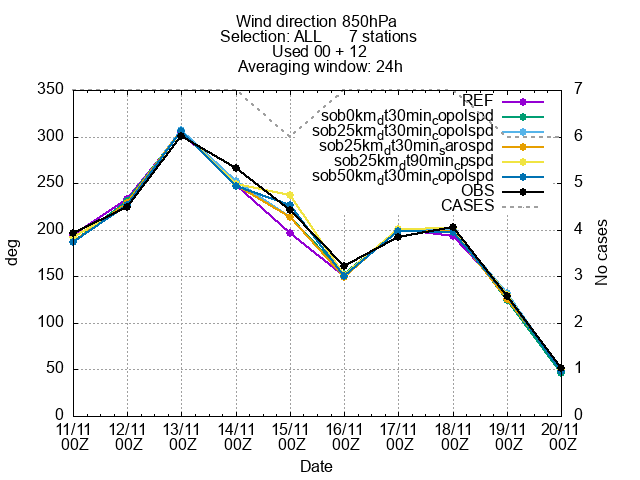 Wind direction 850hPa
Selection: ALL 7 stations
Used 00 + 12
Averaging window: 24h
350
300
250
200
150
100
50
0
deg
REF
sob0km_dt30min_copolspd
sob25km_dt30min_copolspd
sob25km_dt30min_sarospd
sob25km_dt90min_cpspd
sob50km_dt30min_copolspd
OBS
CASES
7
6
5
4
3
2
1
0
No cases
11/11 12/11 13/11 14/11 15/11 16/11 17/11 18/11 19/11 20/11
00Z 00Z 00Z 00Z 00Z 00Z 00Z 00Z 00Z 00Z
Date